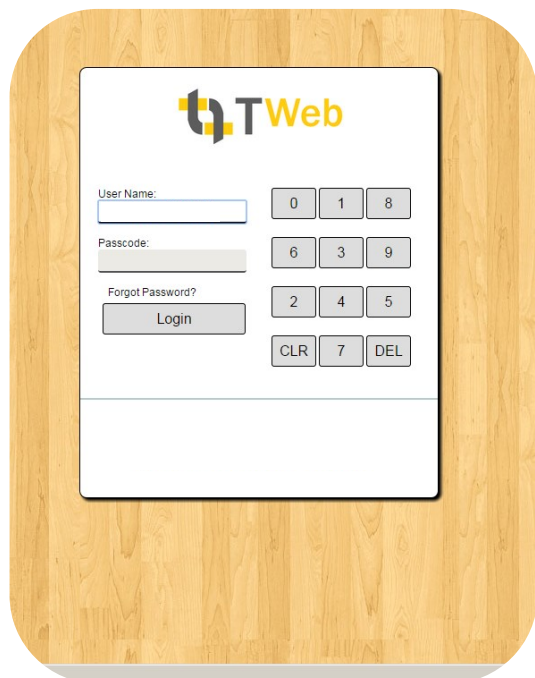 TWeb
User Name:
0 1 8
Passcode:
6 3 9
Forgot Password?
2 4 5
Login
CLR 7 DEL